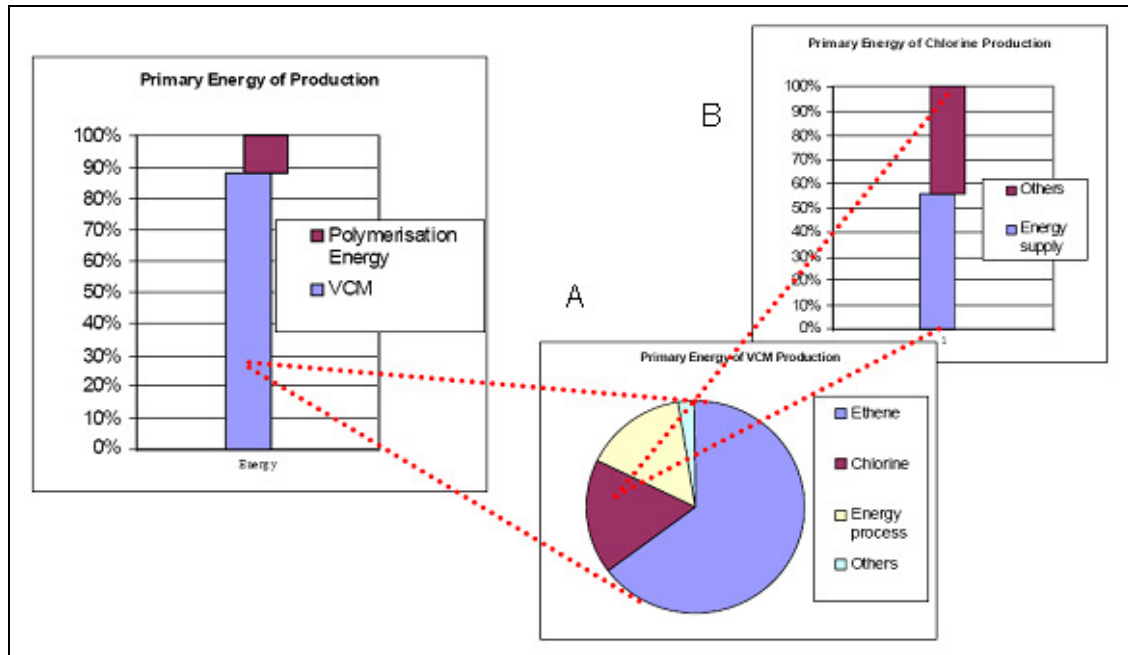 Primary Energy of Production
100%
90%
80%
70%
60%
50%
40%
30%
20%
10%
0%
Energy
Polymerisation
Energy
VCM
A
Primary Energy of VCM Production
Ethene
Chlorine
Energy
process
Others
B
Primary Energy of Chlorine Production
100%
90%
80%
70%
60%
50%
40%
30%
20%
10%
0%
1
Others
Energy
supply